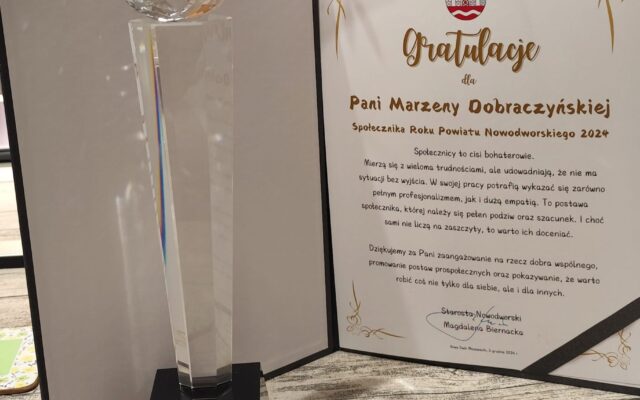 Gratulacje
dla
Pani Marzeny Dobraczyńskiej
Społecznika Roku Powiatu Nowodworskiego 2024
Społecznicy to cisi bohaterowie.
Mierzą się z wieloma trudnościami, ale udowadniają, że nie ma
sytuacji bez wyjścia. W swojej pracy potrafią wykazać się zarówno
pełnym profesjonalizmem, jak i dużą empatią. To postawa
społecznika, której należy się pełen podziw oraz szacunek. I choć
sami nie liczą na zaszczyty, to warto ich doceniać.
Dziękujemy za Pani zaangażowanie na rzecz dobra wspólnego,
promowanie postaw prospołecznych oraz pokazywanie, że warto
robić coś nie tylko dla siebie, ale i dla innych.
Starosta Nowodworski
Magdalena Biernacka